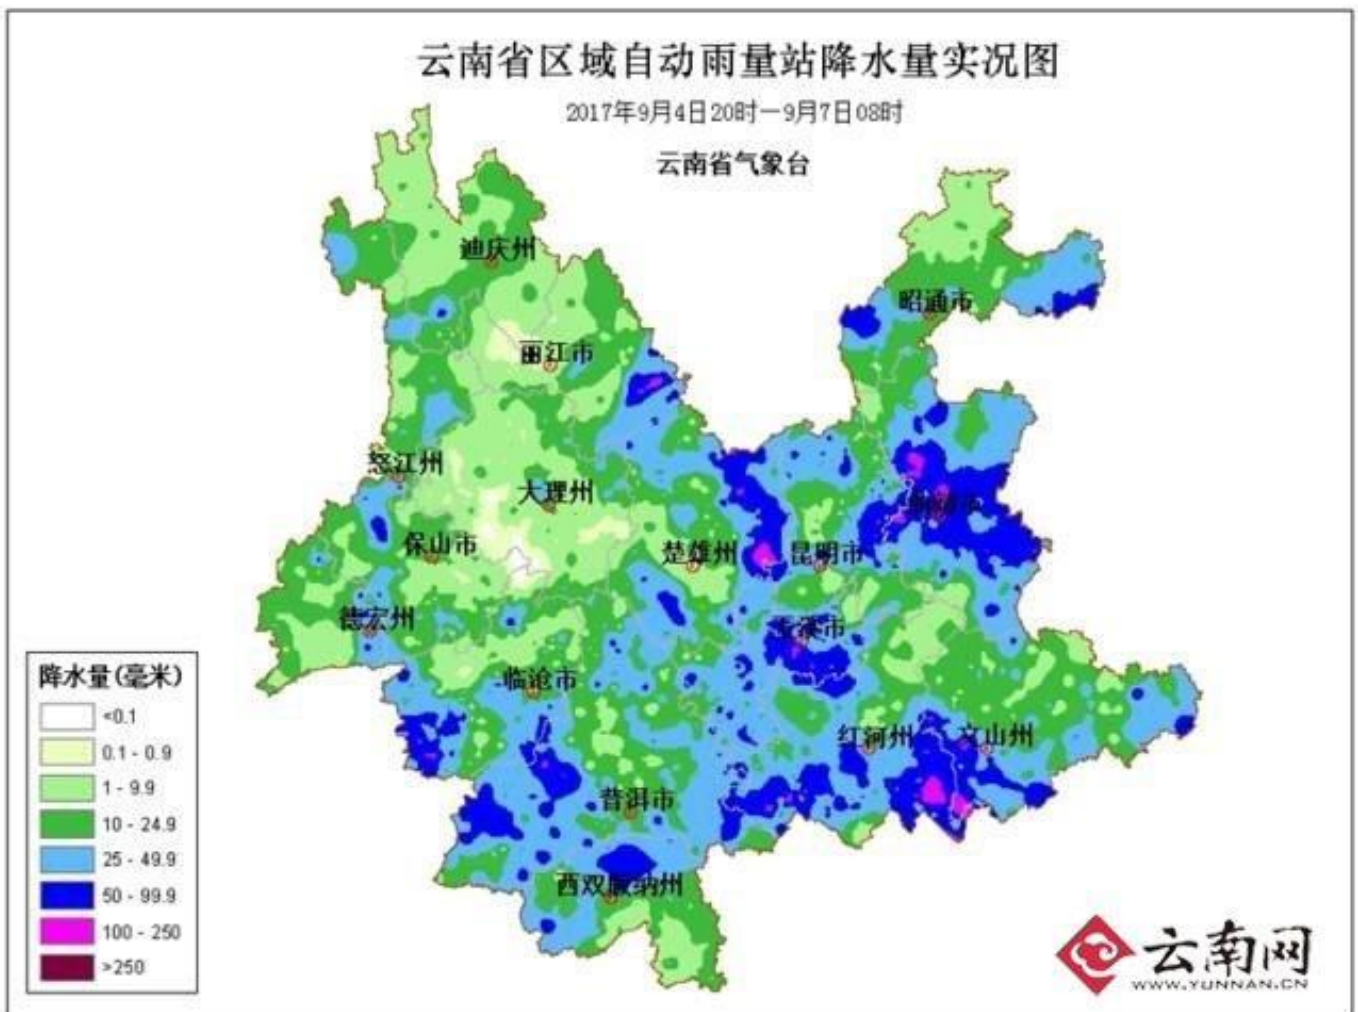 云南省区域自动雨量站降水量实况图
2017年9月4日20时—9月7日08时
云南省气象台
迪庆州
昭通市
丽江市
怒江州
大理州
保山市
楚雄州
昆明市
德宏州
临沧市
红河州
文山州
普洱市
西双版纳州
降水量(毫米)
<0.1
0.1 - 0.9
1 - 9.9
10 - 24.9
25 - 49.9
50 - 99.9
100 - 250
>250
云南网
WWW.YUNNAN.CN